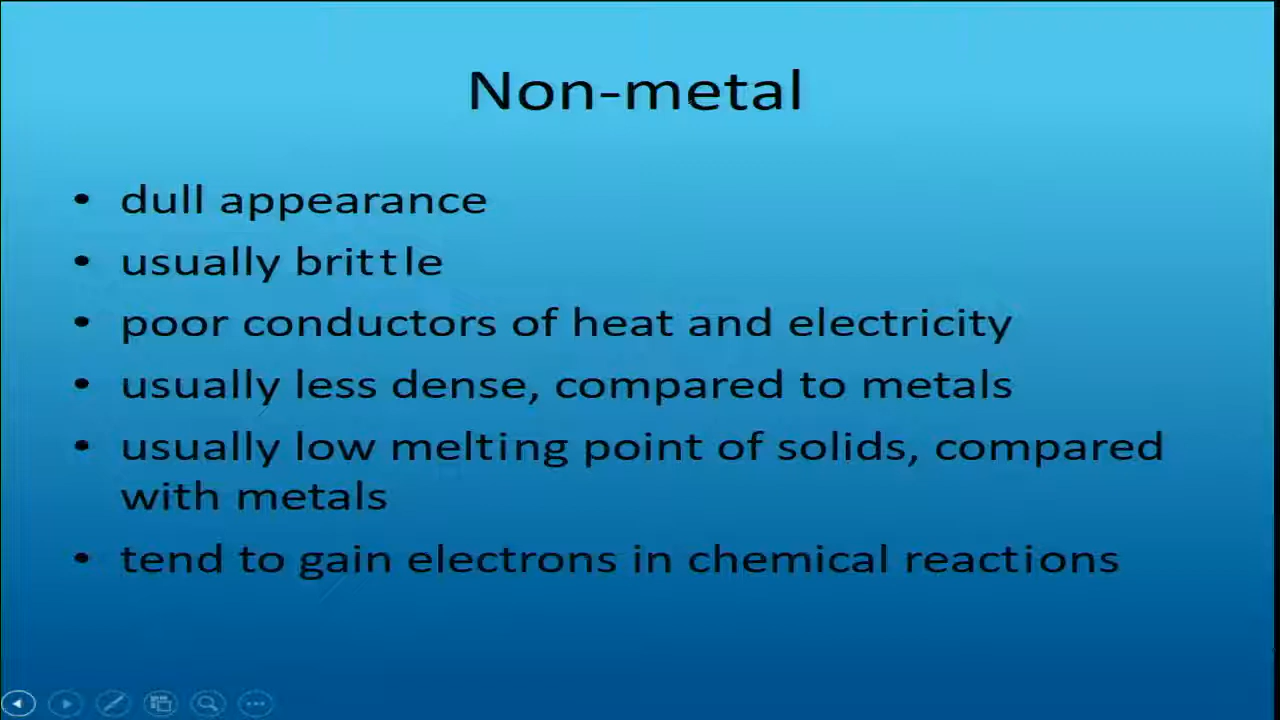 Non-metal
• dull appearance
• usually brittle
• poor conductors of heat and electricity
• usually less dense, compared to metals
• usually low melting point of solids, compared
with metals
• tend to gain electrons in chemical reactions